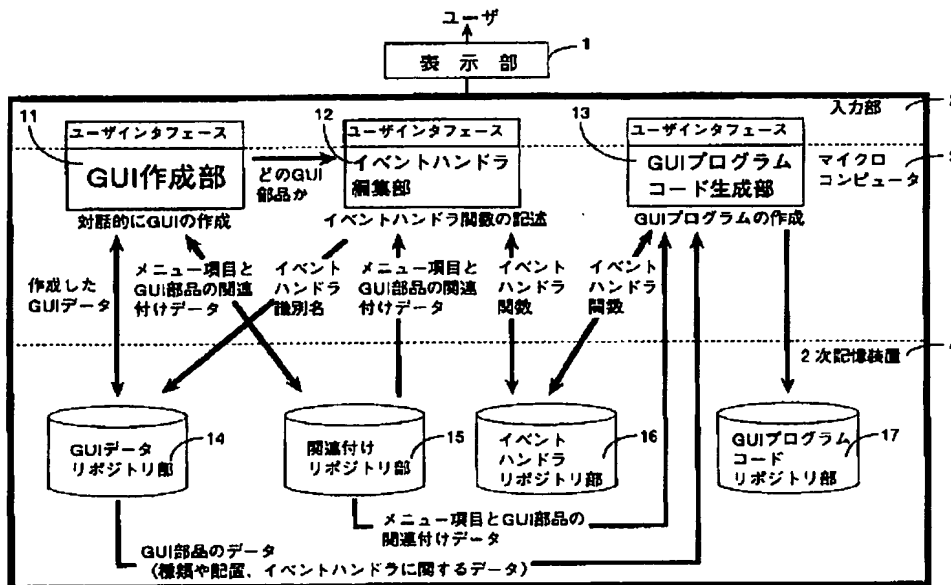 ユーザ
表示部
1
入力部
11
12
13
ユーザインタフェース
ユーザインタフェース
ユーザインタフェース
GUI作成部
どのGUI
部品か
イベントハンドラ
編集部
GUIプログラム
コード生成部
マイクロ
コンピュータ
対話的にGUIの作成
イベントハンドラ関数の記述
GUIプログラムの作成
作成した
GUIデータ
メニュー項目と
GUI部品の関連
付けデータ
イベント
ハンドラ
識別名
メニュー項目と
GUI部品の関連
付けデータ
イベント
ハンドラ
関数
イベント
ハンドラ
関数
2次記憶装置
GUIデータ
リポジトリ部
14
関連付け
リポジトリ部
15
イベント
ハンドラ
リポジトリ部
16
GUIプログラム
コード
リポジトリ部
17
メニュー項目とGUI部品の
関連付けデータ
GUI部品のデータ
(種類や配置、イベントハンドラに関するデータ)